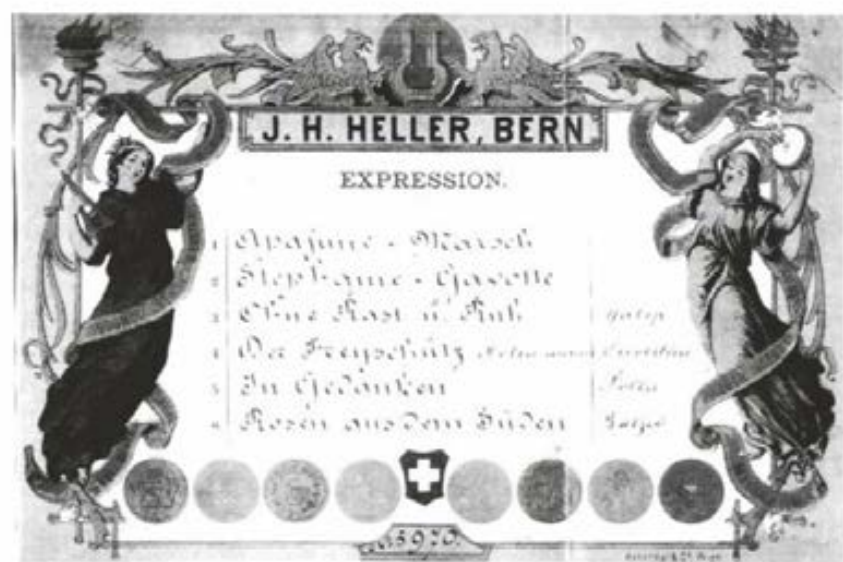 J. H. HELLER, BERN
EXPRESSION.
1 Apajune - Marsch
2 Stephanie - Gavotte
3 Ohne Rast u. Ruh Galop
4 Der Freyschütz
5 In Gedanken Polka
6 Rosen aus dem Süden Walzer
5970.